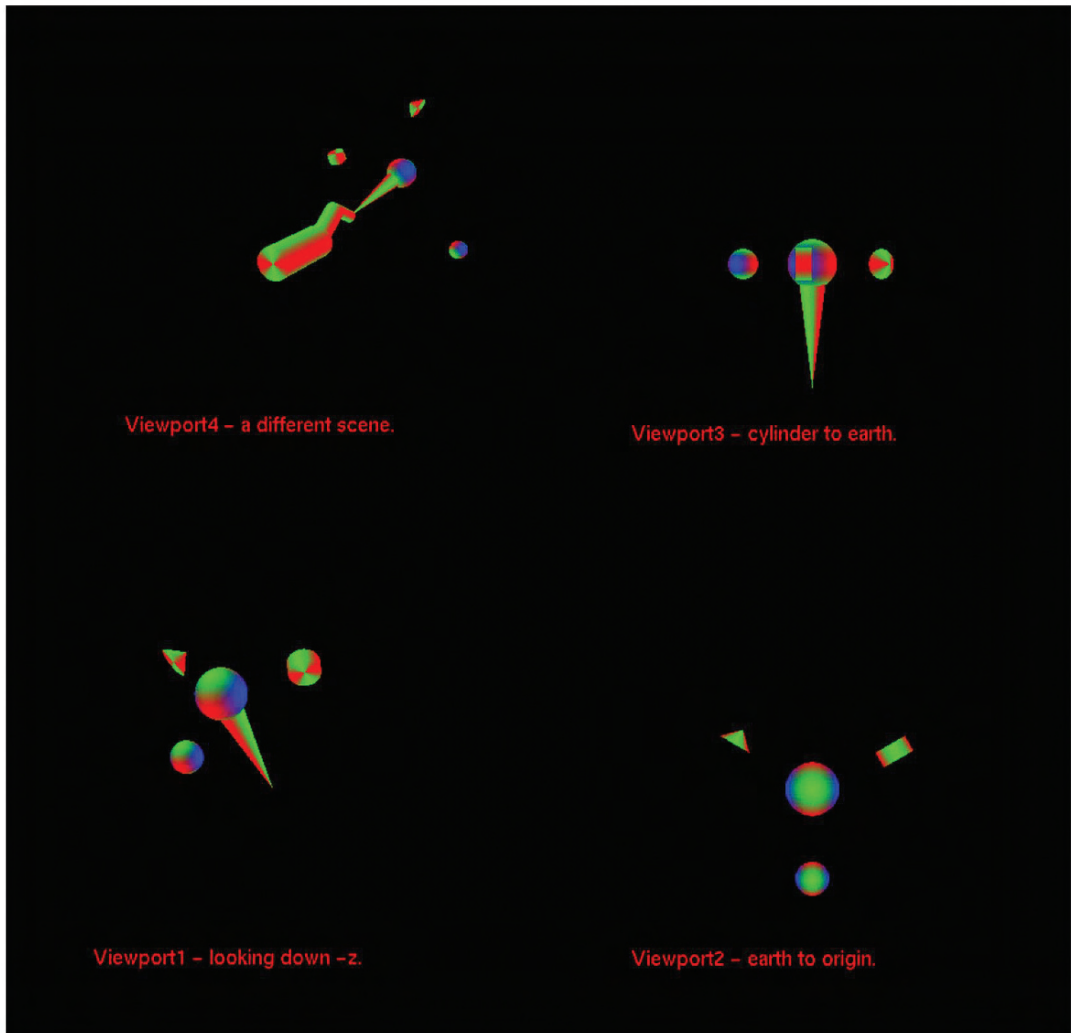 Viewport4 – a different scene.
Viewport3 – cylinder to earth.
Viewport1 – looking down –z.
Viewport2 – earth to origin.